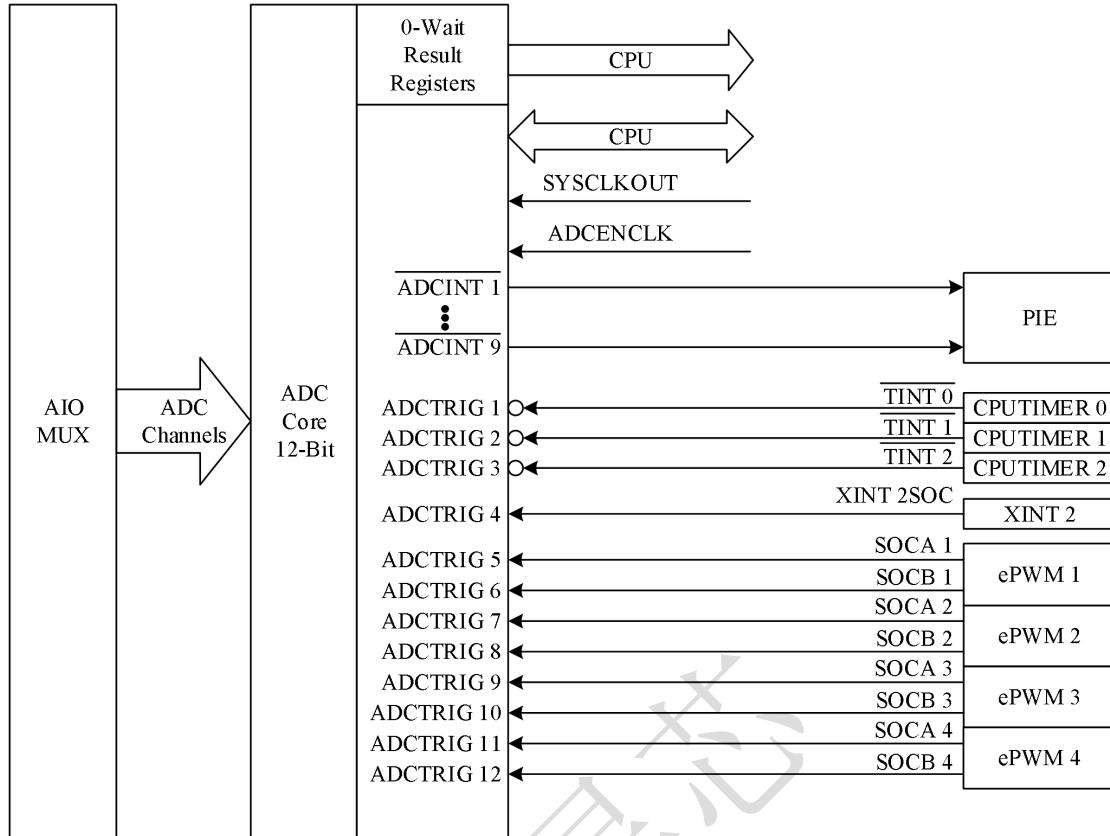 0-Wait
Result
Registers
CPU
CPU
SYSCLKOUT
ADCENCLK
ADCINT 1
ADCINT 9
PIE
AIO
MUX
ADC
Channels
ADC
Core
12-Bit
ADCTRIG 1
TINT 0
CPUTIMER 0
ADCTRIG 2
TINT 1
CPUTIMER 1
ADCTRIG 3
TINT 2
CPUTIMER 2
ADCTRIG 4
XINT 2SOC
XINT 2
ADCTRIG 5
SOCA 1
ePWM 1
ADCTRIG 6
SOCB 1
ADCTRIG 7
SOCA 2
ePWM 2
ADCTRIG 8
SOCB 2
ADCTRIG 9
SOCA 3
ePWM 3
ADCTRIG 10
SOCB 3
ADCTRIG 11
SOCA 4
ePWM 4
ADCTRIG 12
SOCB 4
芯